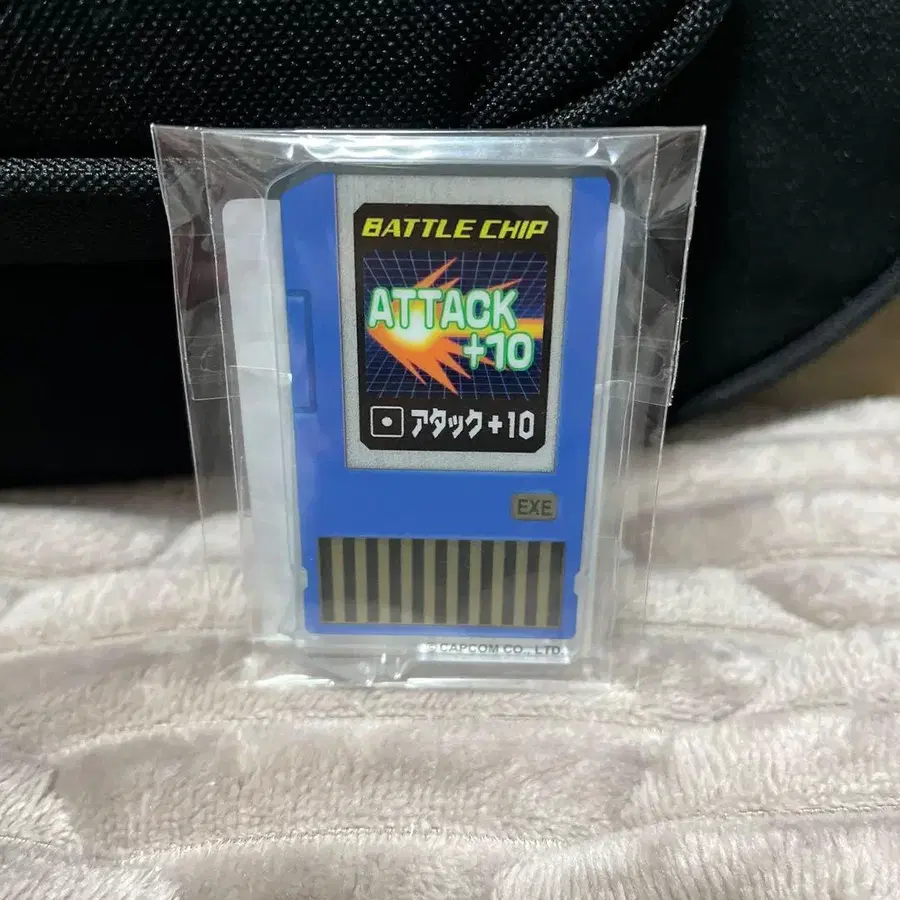 BATTLE CHIP
ATTACK
+10
アタック+10
EXE
© CAPCOM CO., LTD.